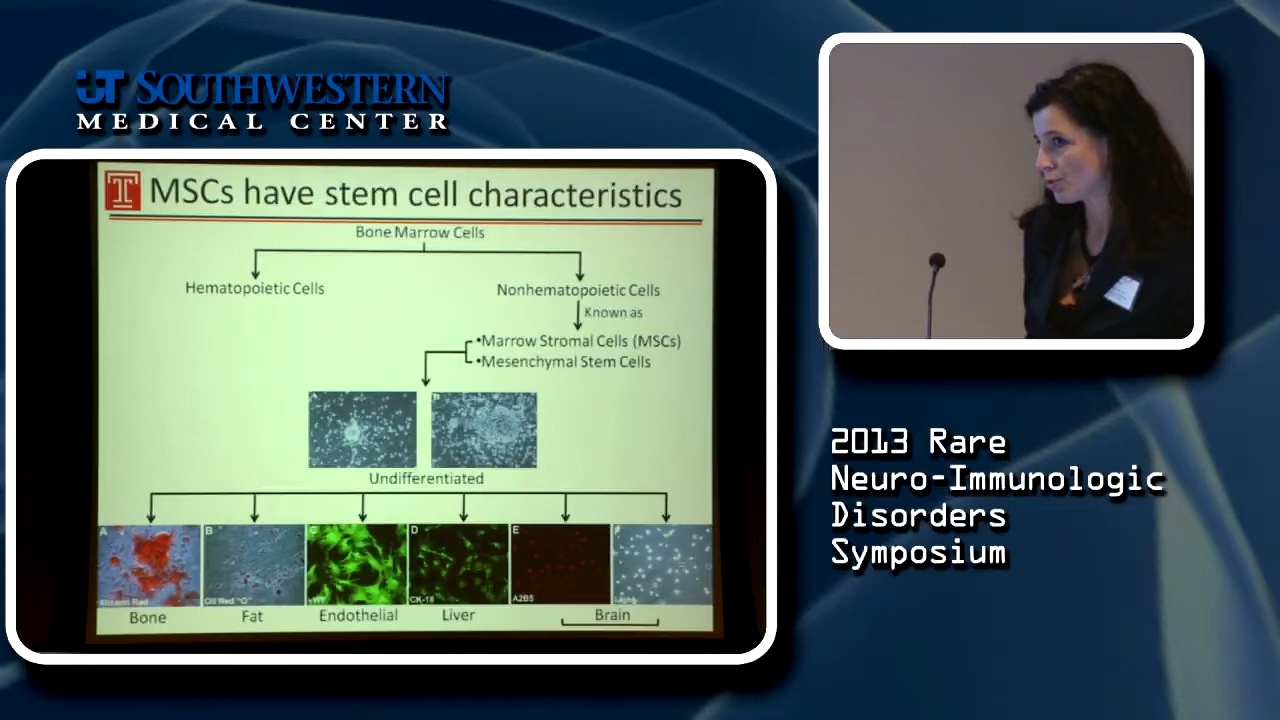 UT SOUTHWESTERN
MEDICAL CENTER
T MSCs have stem cell characteristics
Bone Marrow Cells
Hematopoietic Cells
Nonhematopoietic Cells
Known as
•Marrow Stromal Cells (MSCs)
•Mesenchymal Stem Cells
A
B
Undifferentiated
A
B
C
D
E
F
Alizarin Red
Oil Red "O"
vWF
CK-18
A2B5
Bone
Fat
Endothelial
Liver
Brain
2013 Rare
Neuro-Immunologic
Disorders
Symposium